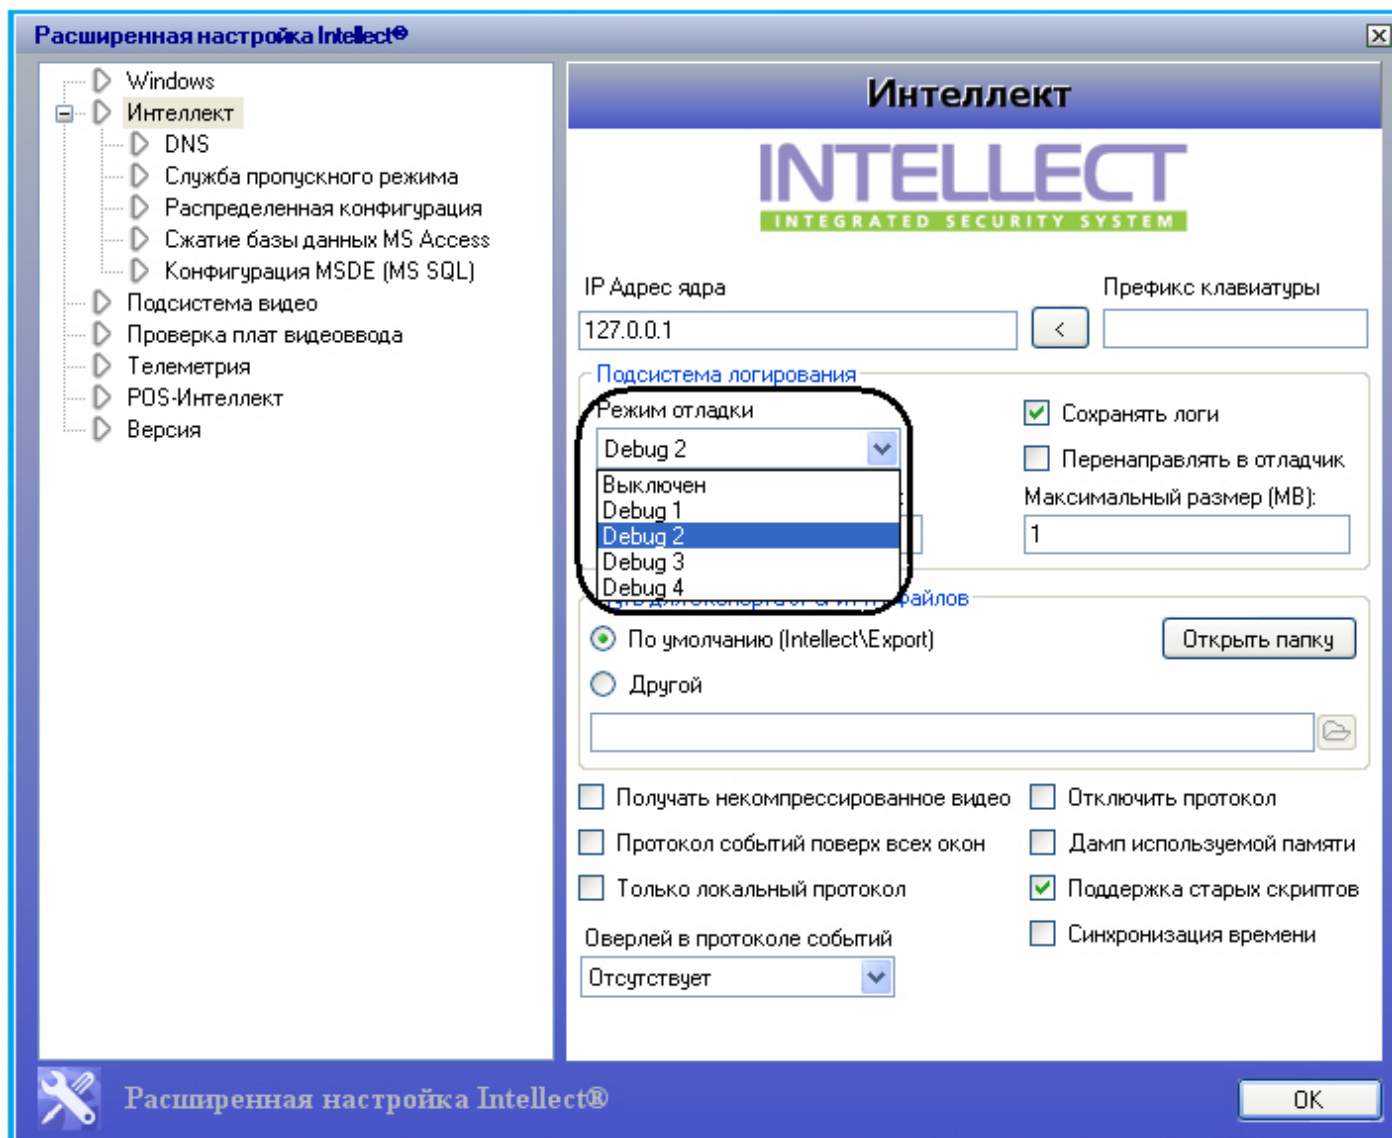 Расширенная настройка Intellect®
Windows
Интеллект
DNS
Служба пропускного режима
Распределенная конфигурация
Сжатие базы данных MS Access
Конфигурация MSDE (MS SQL)
Подсистема видео
Проверка плат видеоввода
Телеметрия
POS-Интеллект
Версия
Интеллект
INTELLECT
INTEGRATED SECURITY SYSTEM
IP Адрес ядра
Префикс клавиатуры
127.0.0.1
<
Подсистема логирования
Режим отладки
Debug 2
Выключен
Debug 1
Debug 2
Debug 3
Debug 4
Сохранять логи
Перенаправлять в отладчик
Максимальный размер (MB):
1
файлов
По умолчанию (Intellect\Export)
Открыть папку
Другой
Получать некомпрессированное видео
Отключить протокол
Протокол событий поверх всех окон
Дамп используемой памяти
Только локальный протокол
Поддержка старых скриптов
Оверлей в протоколе событий
Синхронизация времени
Отсутствует
Расширенная настройка Intellect®
OK